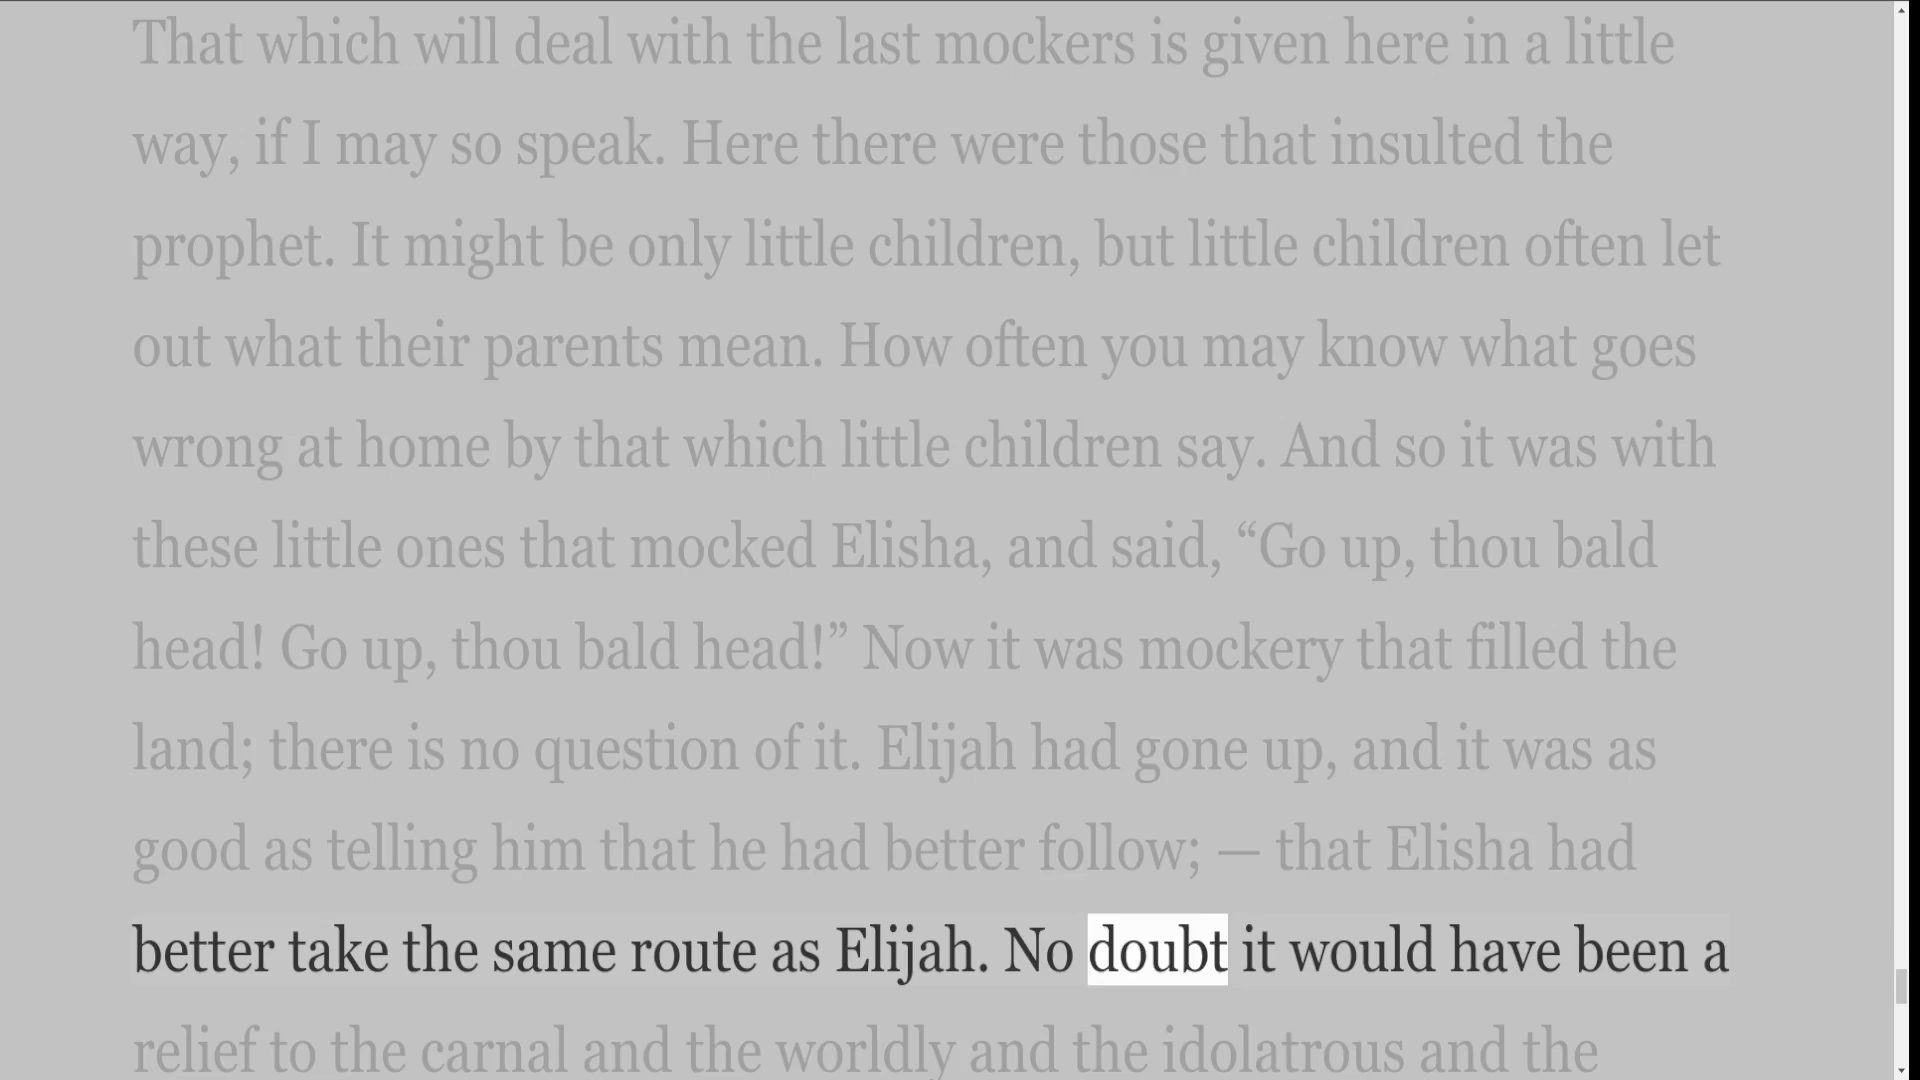 That which will deal with the last mockers is given here in a little
way, if I may so speak. Here there were those that insulted the
prophet. It might be only little children, but little children often let
out what their parents mean. How often you may know what goes
wrong at home by that which little children say. And so it was with
these little ones that mocked Elisha, and said, “Go up, thou bald
head! Go up, thou bald head!” Now it was mockery that filled the
land; there is no question of it. Elijah had gone up, and it was as
good as telling him that he had better follow; — that Elisha had
better take the same route as Elijah. No doubt it would have been a
relief to the carnal and the worldly and the idolatrous and the